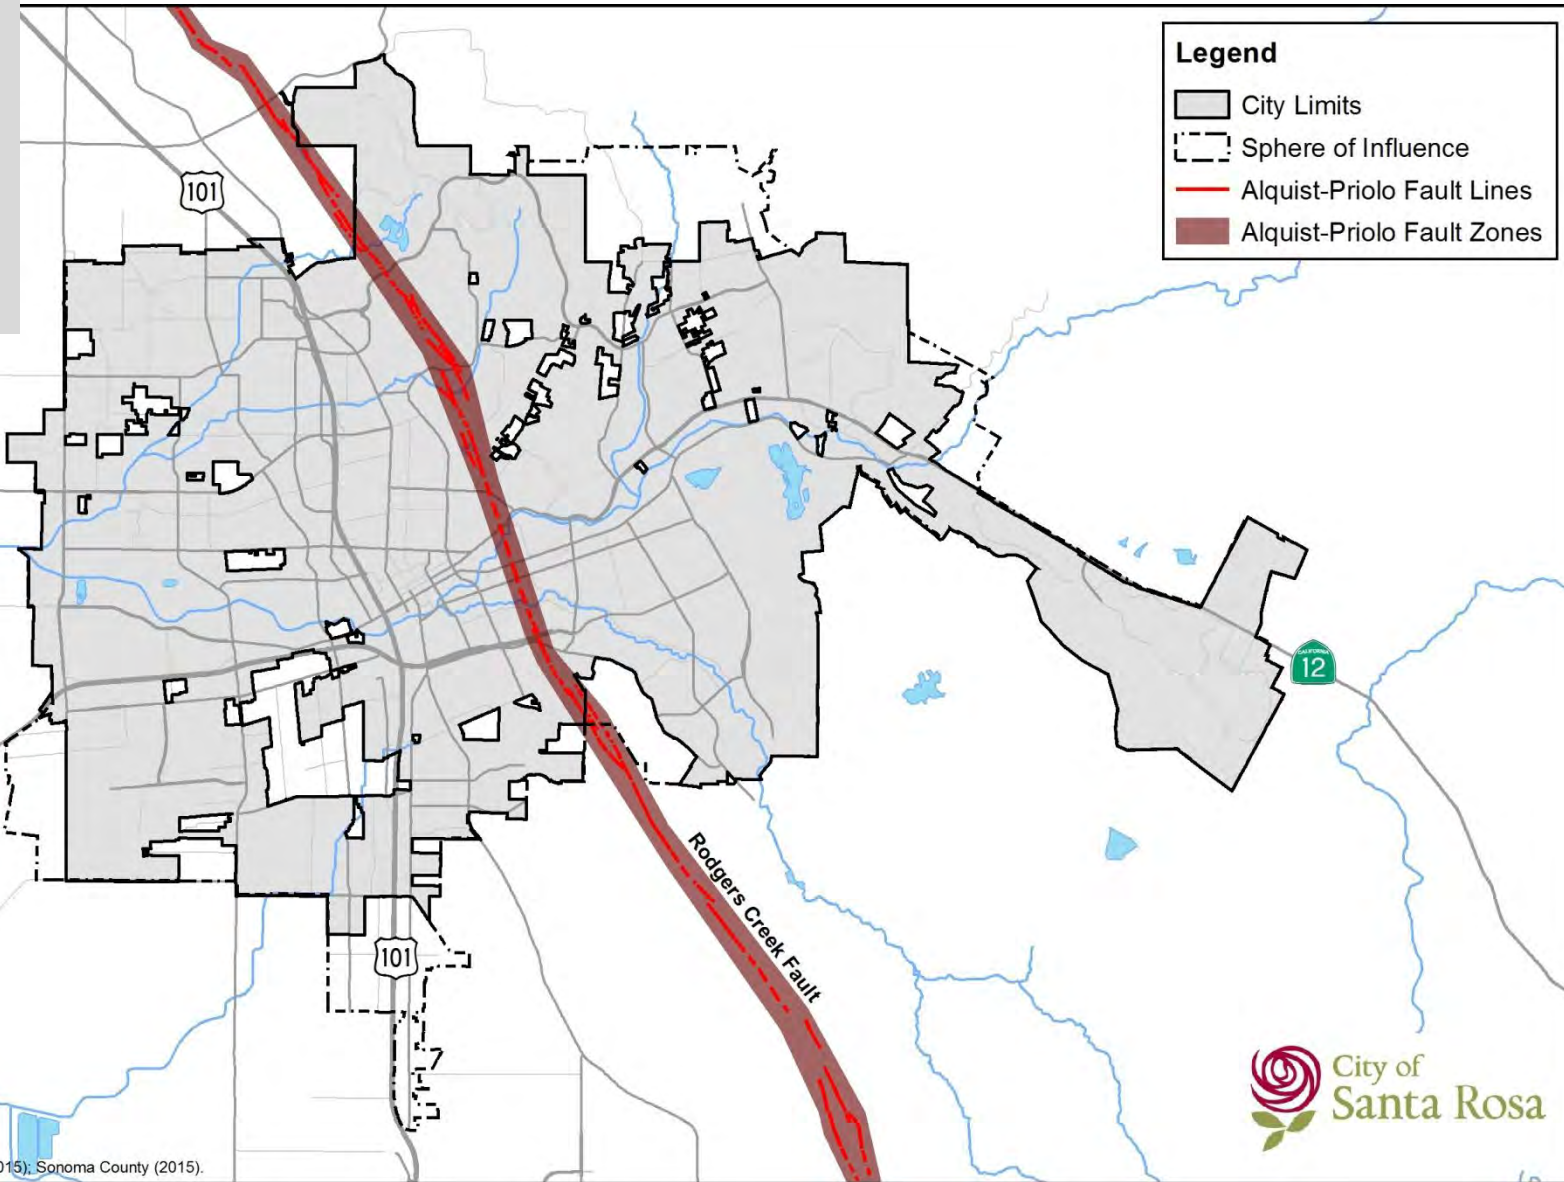 Legend
City Limits
Sphere of Influence
Alquist-Priolo Fault Lines
Alquist-Priolo Fault Zones
101
CALIFORNIA
12
Rodgers Creek Fault
101
City of
Santa Rosa
015); Sonoma County (2015).